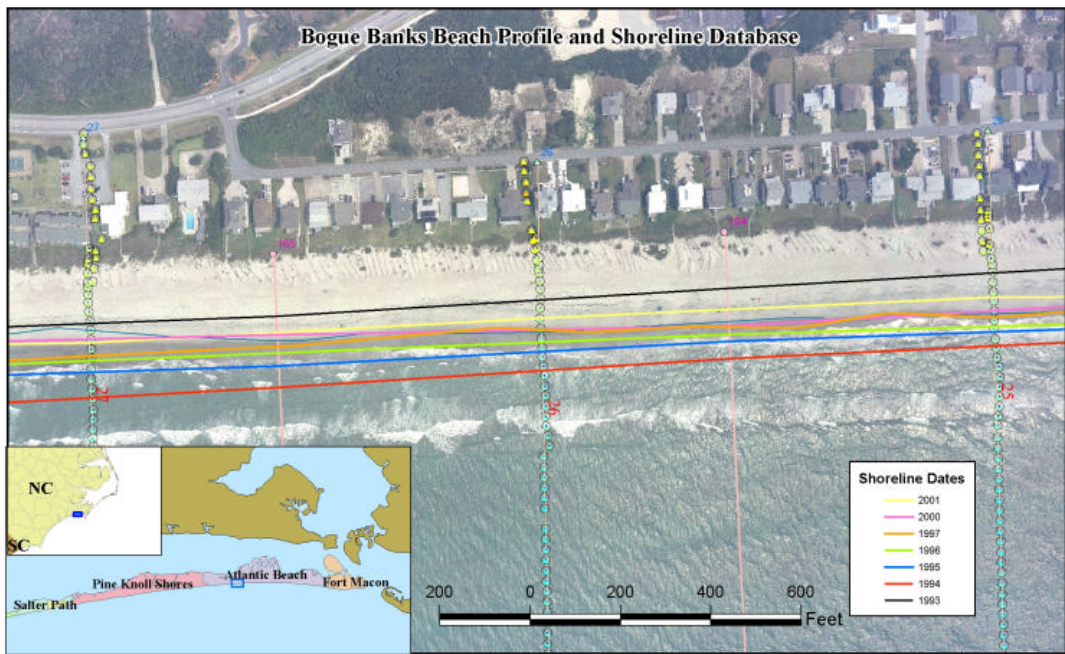 Bogue Banks Beach Profile and Shoreline Database
27
26
25
165
164
27
26
25
NC
SC
Pine Knoll Shores
Atlantic Beach
Fort Macon
Salter Path
200 0 200 400 600
Feet
Shoreline Dates
2001
2000
1997
1996
1995
1994
1993